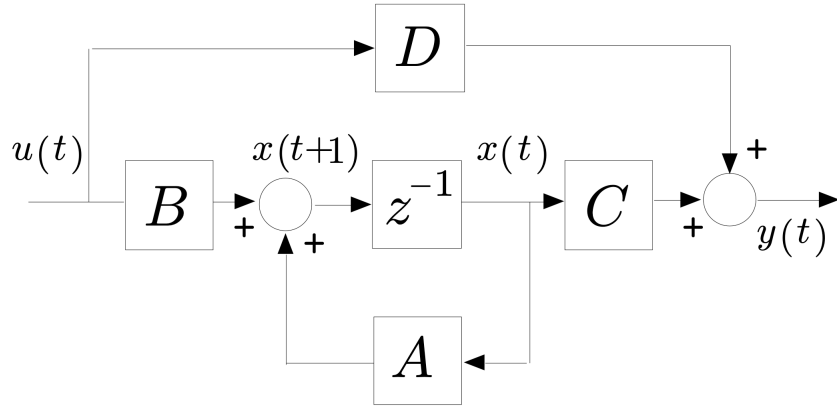 D
+
u(t)
x(t+1)
x(t)
B
z⁻¹
C
+
+
+
y(t)
A